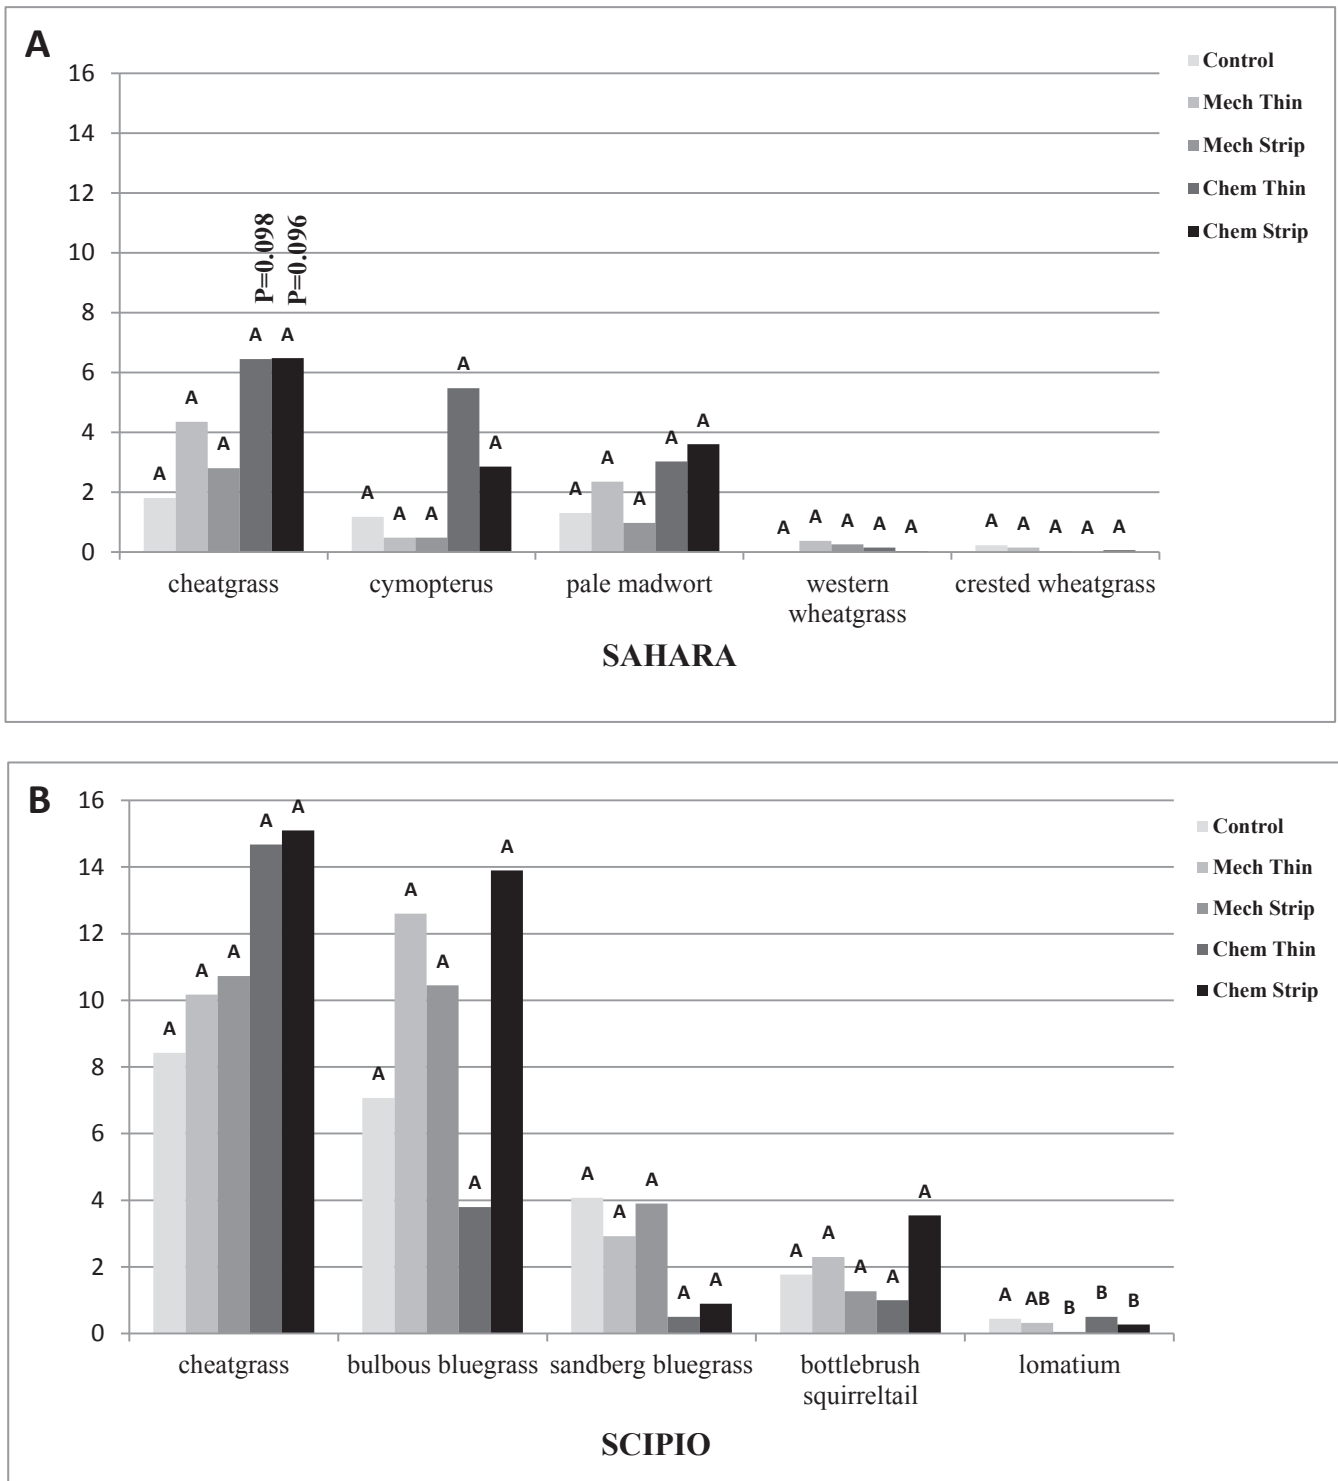 A
16
14
12
10
8
6
4
2
0
P=0.098
P=0.096
A A A A A
A A A A A
A A A A A
A A A A A
A A A A A
cheatgrass cymopterus pale madwort western wheatgrass crested wheatgrass
SAHARA
Control
Mech Thin
Mech Strip
Chem Thin
Chem Strip
B
16
14
12
10
8
6
4
2
0
A A A A A
A A A A A
A A A A A
A A A A A
A AB B B B
cheatgrass bulbous bluegrass sandberg bluegrass bottlebrush squirreltail lomatium
SCIPIO
Control
Mech Thin
Mech Strip
Chem Thin
Chem Strip